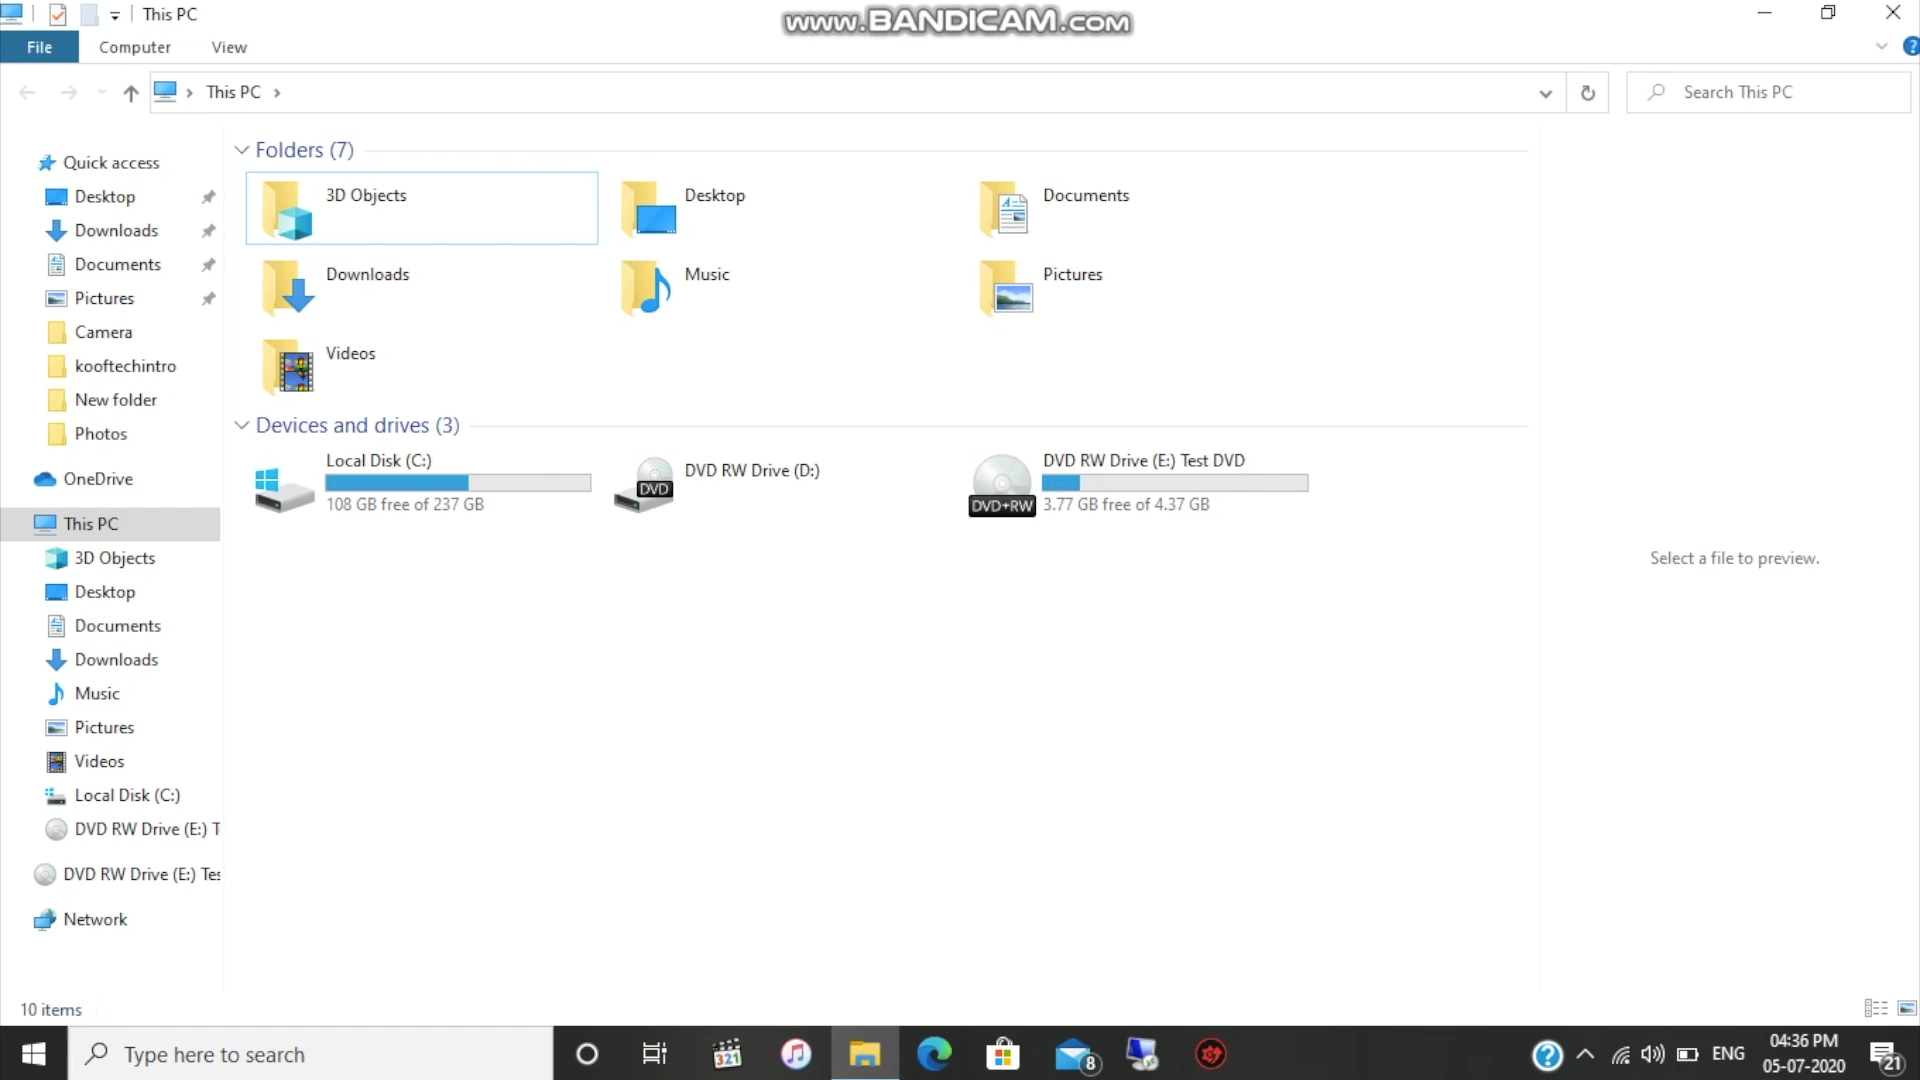 This PC
www.BANDICAM.com
File
Computer
View
This PC
Search This PC
Quick access
Desktop
Downloads
Documents
Pictures
Camera
kooftechintro
New folder
Photos
OneDrive
This PC
3D Objects
Desktop
Documents
Downloads
Music
Pictures
Videos
Local Disk (C:)
DVD RW Drive (E:) T
DVD RW Drive (E:) Tes
Network
Folders (7)
3D Objects
Desktop
Documents
Downloads
Music
Pictures
Videos
Devices and drives (3)
Local Disk (C:)
108 GB free of 237 GB
DVD
DVD RW Drive (D:)
DVD+RW
DVD RW Drive (E:) Test DVD
3.77 GB free of 4.37 GB
Select a file to preview.
10 items
Type here to search
321
8
ENG
04:36 PM
05-07-2020
21